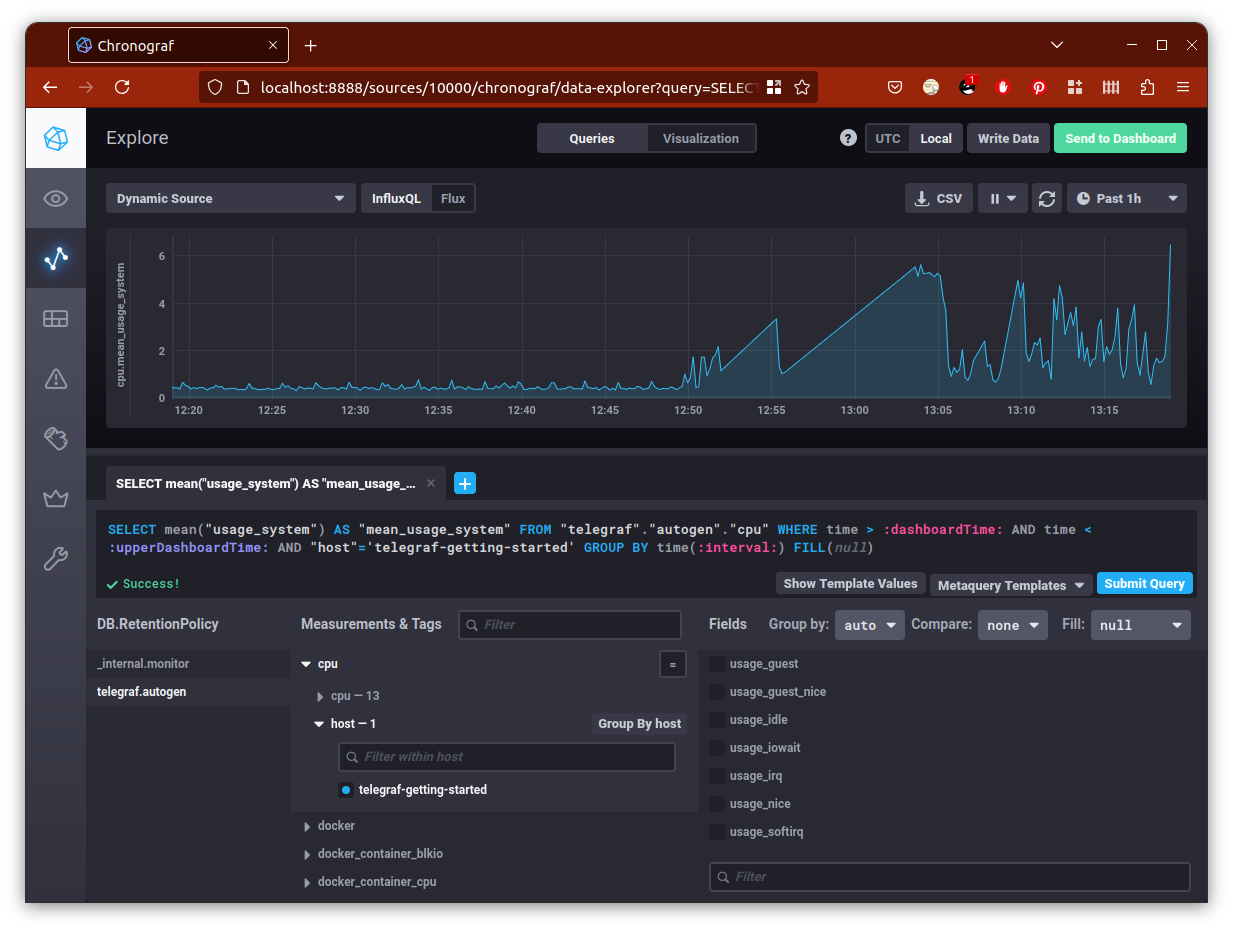 Chronograf
localhost:8888/sources/10000/chronograf/data-explorer?query=SELECT
1
Explore
Queries Visualization
? UTC Local Write Data Send to Dashboard
Dynamic Source InfluxQL Flux CSV Past 1h
cpu.mean_usage_system
6
4
2
0
12:20 12:25 12:30 12:35 12:40 12:45 12:50 12:55 13:00 13:05 13:10 13:15
SELECT mean("usage_system") AS "mean_usage_...
SELECT mean("usage_system") AS "mean_usage_system" FROM "telegraf"."autogen"."cpu" WHERE time > :dashboardTime: AND time <
:upperDashboardTime: AND "host"='telegraf-getting-started' GROUP BY time(:interval:) FILL(null)
Success!
Show Template Values Metaquery Templates Submit Query
DB.RetentionPolicy Measurements & Tags Filter Fields Group by: auto Compare: none Fill: null
_internal.monitor
telegraf.autogen
cpu =
cpu — 13
host — 1 Group By host
Filter within host
telegraf-getting-started
docker
docker_container_blkio
docker_container_cpu
usage_guest
usage_guest_nice
usage_idle
usage_iowait
usage_irq
usage_nice
usage_softirq
Filter